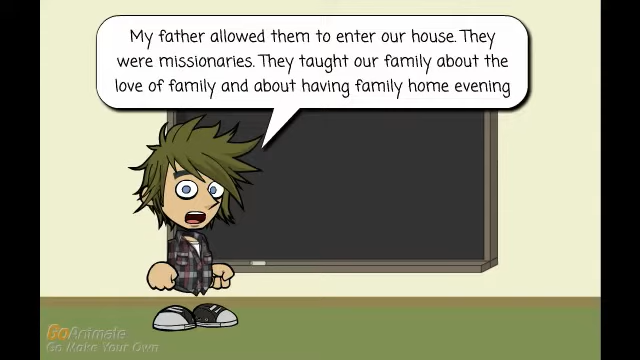 My father allowed them to enter our house. They
were missionaries. They taught our family about the
love of family and about having family home evening
GoAnimate
Go Make Your Own